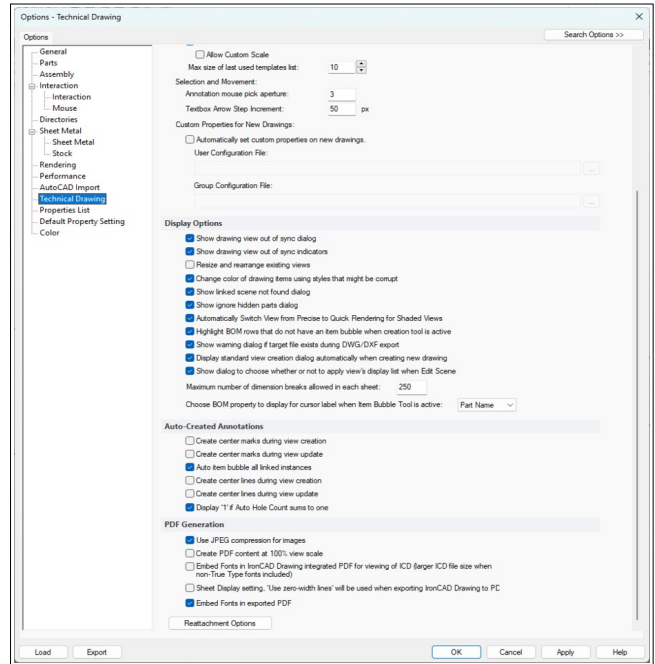 Options - Technical Drawing
Options
Search Options >>
General
Parts
Assembly
Interaction
Interaction
Mouse
Directories
Sheet Metal
Sheet Metal
Stock
Rendering
Performance
AutoCAD Import
Technical Drawing
Properties List
Default Property Setting
Color
Allow Custom Scale
Max size of last used templates list: 10
Selection and Movement:
Annotation mouse pick aperture: 3
Textbox Arrow Step Increment: 50 px
Custom Properties for New Drawings:
Automatically set custom properties on new drawings.
User Configuration File:
...
Group Configuration File:
...
Display Options
Show drawing view out of sync dialog
Show drawing view out of sync indicators
Resize and rearrange existing views
Change color of drawing items using styles that might be corrupt
Show linked scene not found dialog
Show ignore hidden parts dialog
Automatically Switch View from Precise to Quick Rendering for Shaded Views
Highlight BOM rows that do not have an item bubble when creation tool is active
Show warning dialog if target file exists during DWG/DXF export
Display standard view creation dialog automatically when creating new drawing
Show dialog to choose whether or not to apply view's display list when Edit Scene
Maximum number of dimension breaks allowed in each sheet: 250
Choose BOM property to display for cursor label when Item Bubble Tool is active: Part Name
Auto-Created Annotations
Create center marks during view creation
Create center marks during view update
Auto item bubble all linked instances
Create center lines during view creation
Create center lines during view update
Display '1' if Auto Hole Count sums to one
PDF Generation
Use JPEG compression for images
Create PDF content at 100% view scale
Embed Fonts in IronCAD Drawing integrated PDF for viewing of ICD (larger ICD file size when
non-True Type fonts included)
Sheet Display setting, 'Use zero-width lines' will be used when exporting IronCAD Drawing to PD
Embed Fonts in exported PDF
Reattachment Options
Load
Export
OK
Cancel
Apply
Help